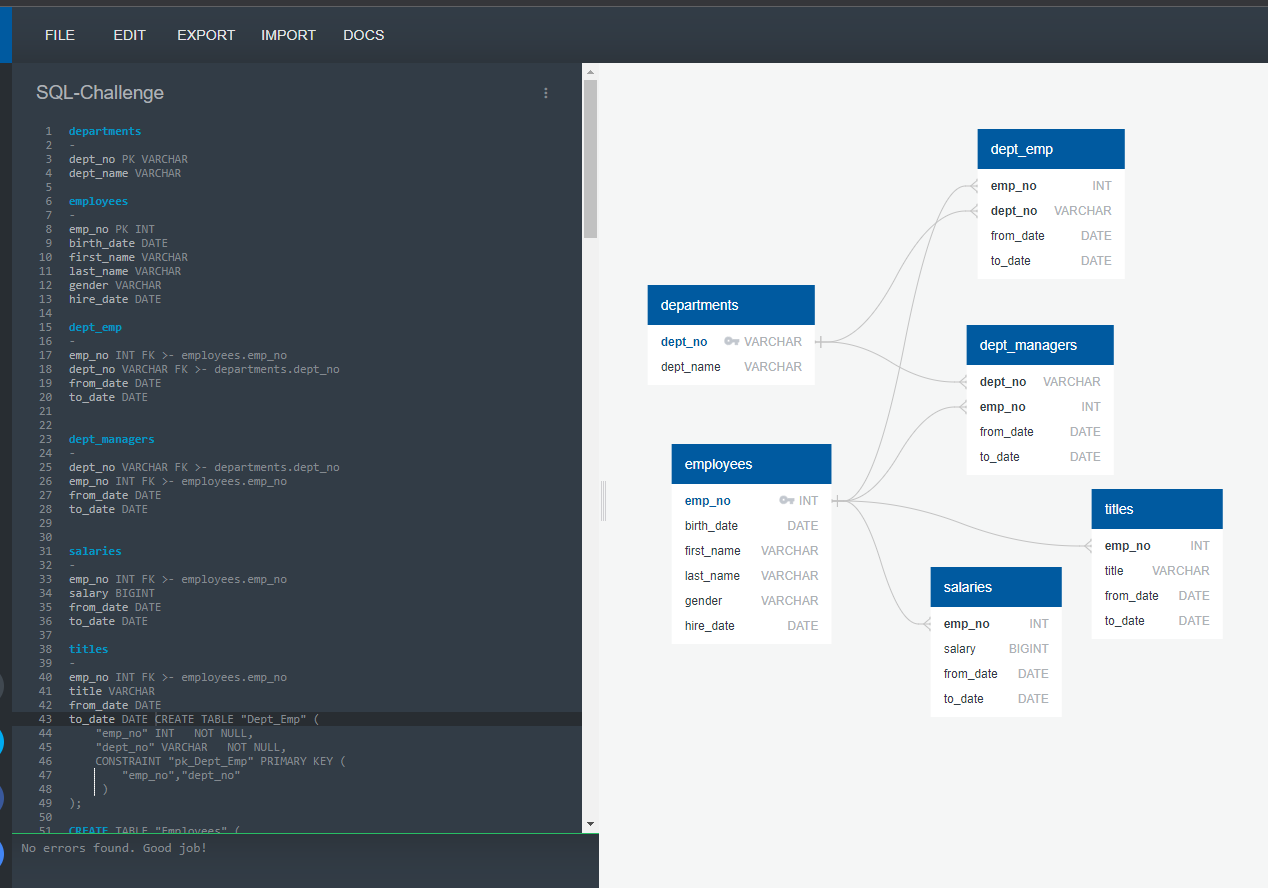 FILE EDIT EXPORT IMPORT DOCS
SQL-Challenge
1 departments
2 -
3 dept_no PK VARCHAR
4 dept_name VARCHAR
5
6 employees
7 -
8 emp_no PK INT
9 birth_date DATE
10 first_name VARCHAR
11 last_name VARCHAR
12 gender VARCHAR
13 hire_date DATE
14
15 dept_emp
16 -
17 emp_no INT FK >- employees.emp_no
18 dept_no VARCHAR FK >- departments.dept_no
19 from_date DATE
20 to_date DATE
21
22
23 dept_managers
24 -
25 dept_no VARCHAR FK >- departments.dept_no
26 emp_no INT FK >- employees.emp_no
27 from_date DATE
28 to_date DATE
29
30
31 salaries
32 -
33 emp_no INT FK >- employees.emp_no
34 salary BIGINT
35 from_date DATE
36 to_date DATE
37
38 titles
39 -
40 emp_no INT FK >- employees.emp_no
41 title VARCHAR
42 from_date DATE
43 to_date DATE CREATE TABLE "Dept_Emp" (
44 "emp_no" INT NOT NULL,
45 "dept_no" VARCHAR NOT NULL,
46 CONSTRAINT "pk_Dept_Emp" PRIMARY KEY (
47 "emp_no","dept_no"
48 )
49 );
50
51 CREATE TABLE "Employees" (
No errors found. Good job!
dept_emp
emp_no INT
dept_no VARCHAR
from_date DATE
to_date DATE
departments
dept_no VARCHAR
dept_name VARCHAR
dept_managers
dept_no VARCHAR
emp_no INT
from_date DATE
to_date DATE
employees
emp_no INT
birth_date DATE
first_name VARCHAR
last_name VARCHAR
gender VARCHAR
hire_date DATE
titles
emp_no INT
title VARCHAR
from_date DATE
to_date DATE
salaries
emp_no INT
salary BIGINT
from_date DATE
to_date DATE